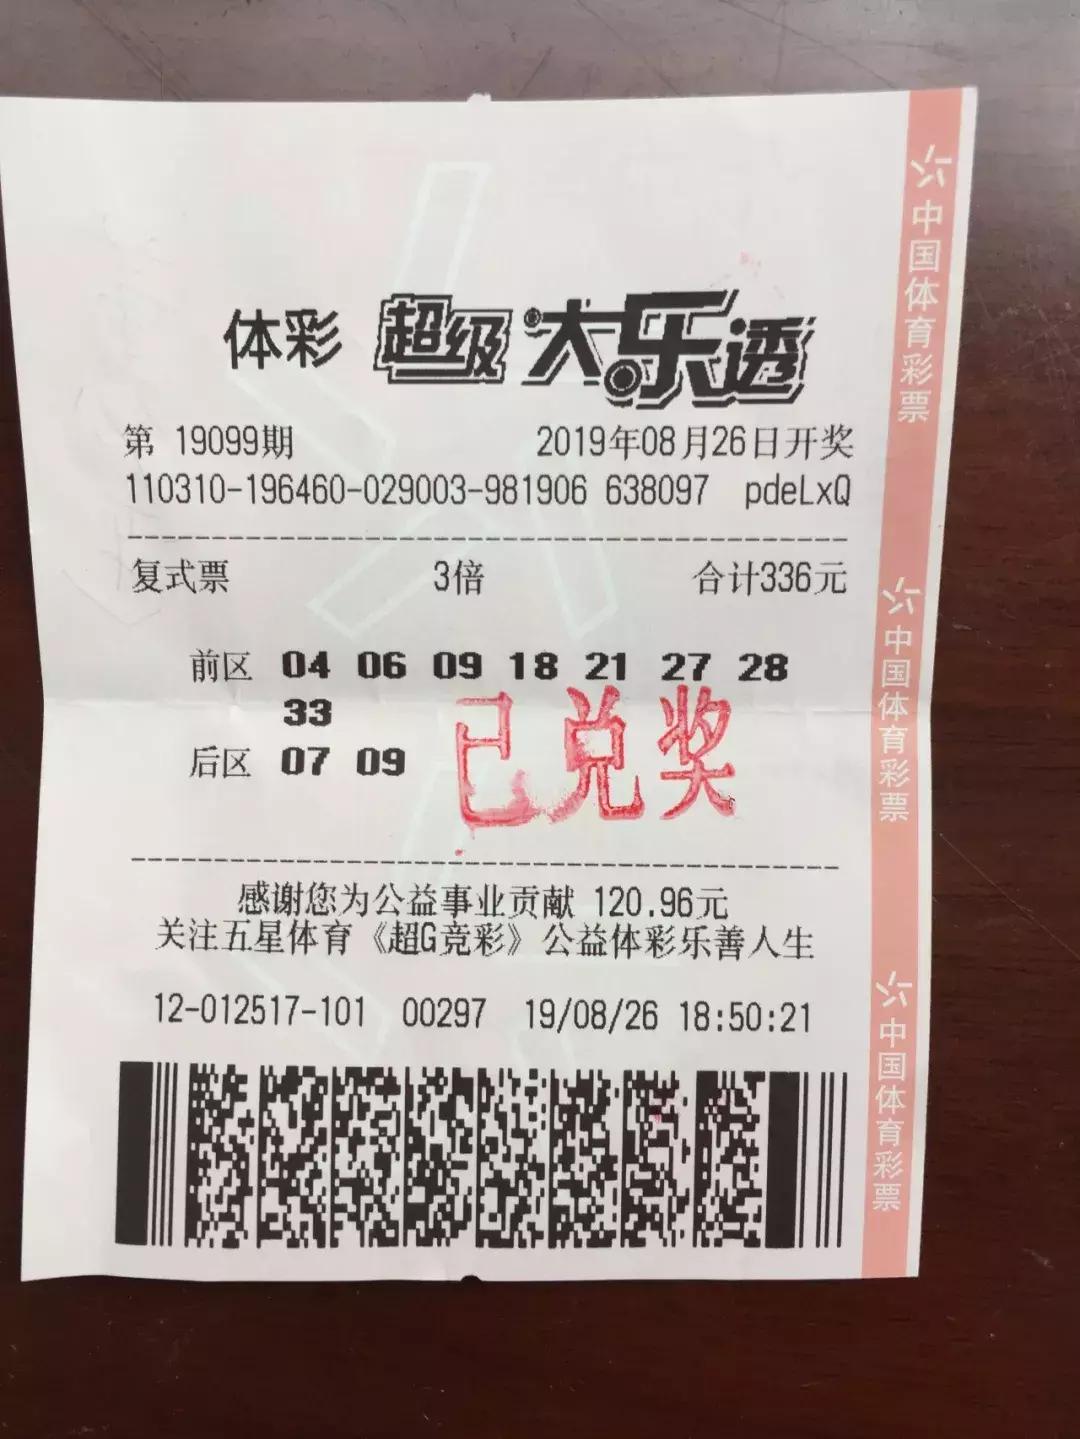 体彩 超级大乐透
第 19099期 2019年08月26日开奖
110310-196460-029003-981906 638097 pdeLxQ
复式票 3倍 合计336元
前区 04 06 09 18 21 27 28
33
后区 07 09
已兑奖
感谢您为公益事业贡献 120.96元
关注五星体育《超G竞彩》公益体彩乐善人生
12-012517-101 00297 19/08/26 18:50:21
中国体育彩票
中国体育彩票
中国体育彩票